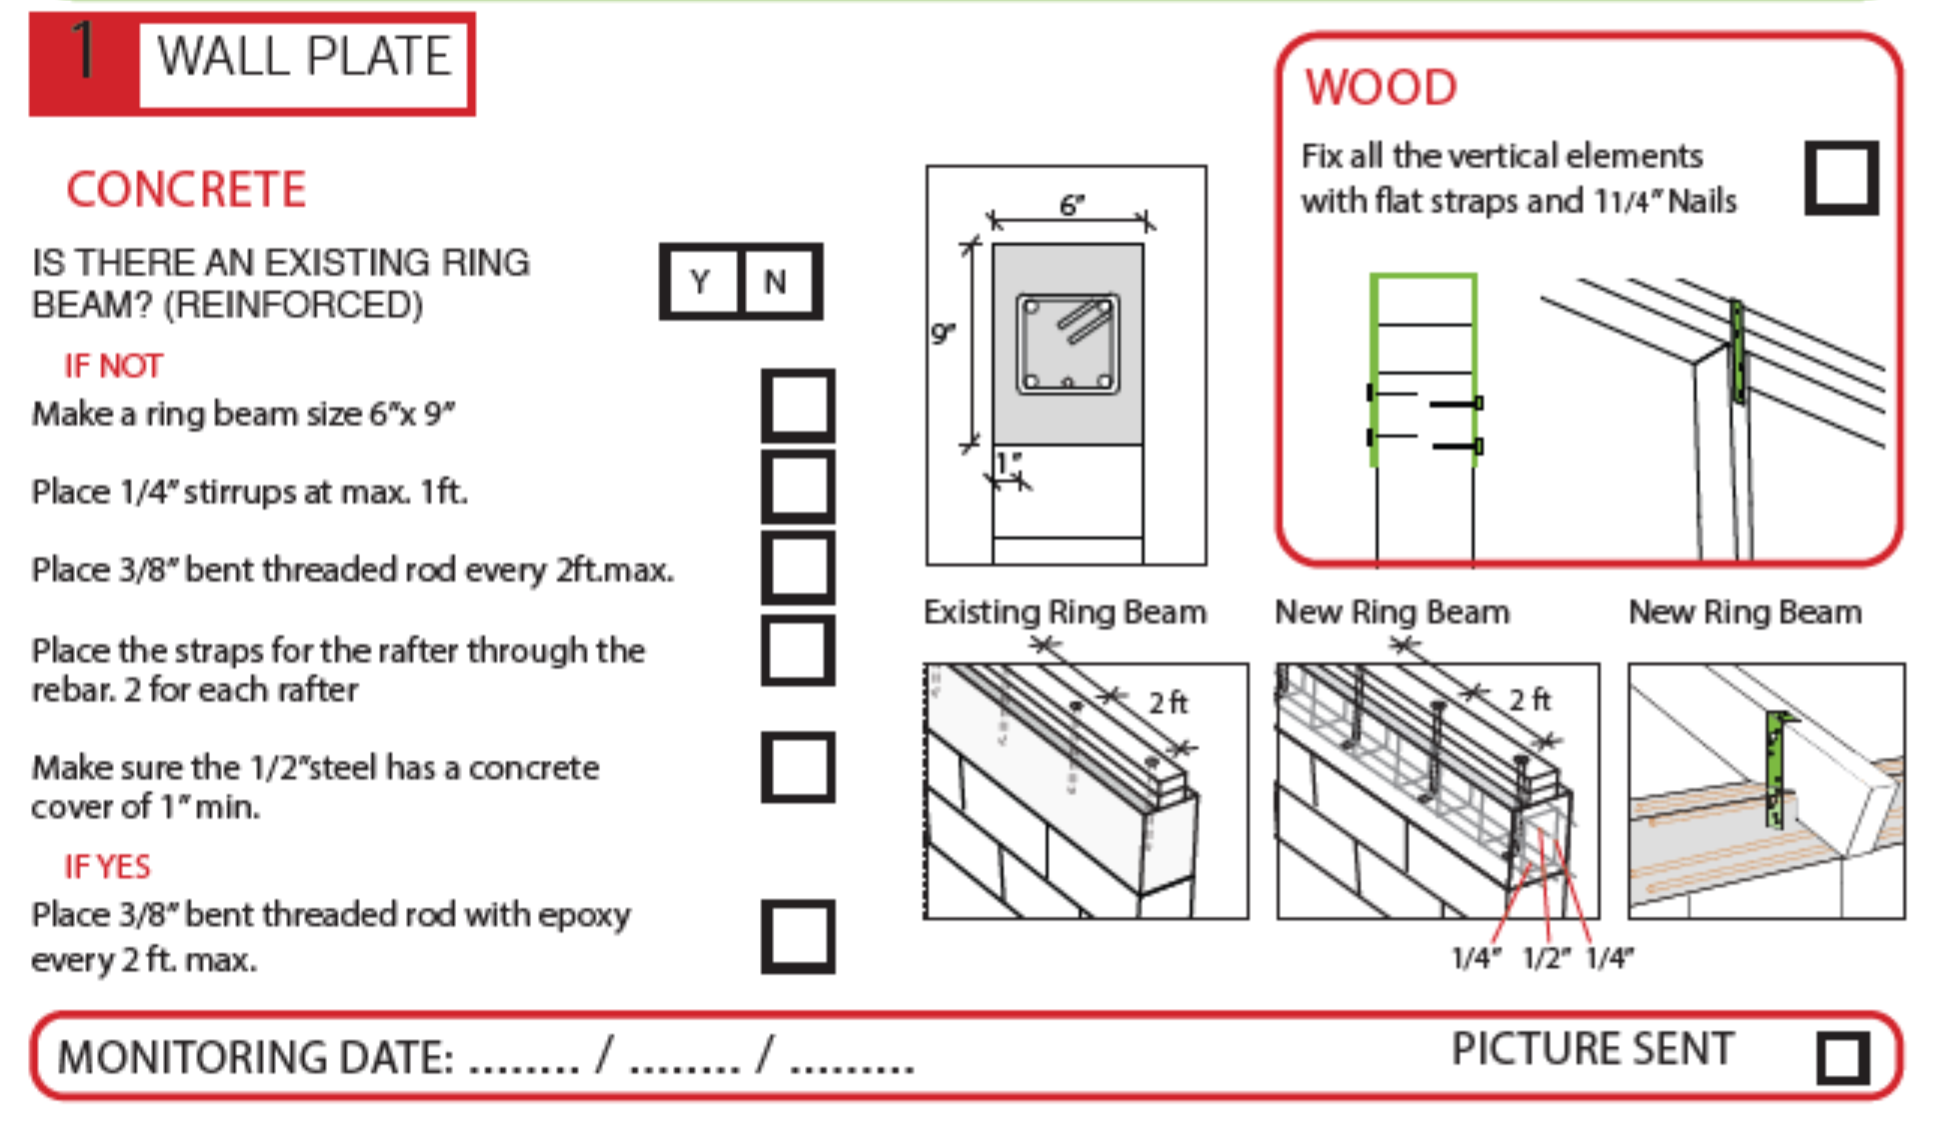 1 WALL PLATE
CONCRETE
IS THERE AN EXISTING RING
BEAM? (REINFORCED)
Y N
IF NOT
Make a ring beam size 6”x 9”
Place 1/4” stirrups at max. 1ft.
Place 3/8” bent threaded rod every 2ft.max.
Place the straps for the rafter through the
rebar. 2 for each rafter
Make sure the 1/2”steel has a concrete
cover of 1” min.
IF YES
Place 3/8” bent threaded rod with epoxy
every 2 ft. max.
6”
9”
1”
WOOD
Fix all the vertical elements
with flat straps and 11/4” Nails
Existing Ring Beam
2 ft
New Ring Beam
2 ft
1/4” 1/2” 1/4”
New Ring Beam
MONITORING DATE: ........ / ........ / .........
PICTURE SENT